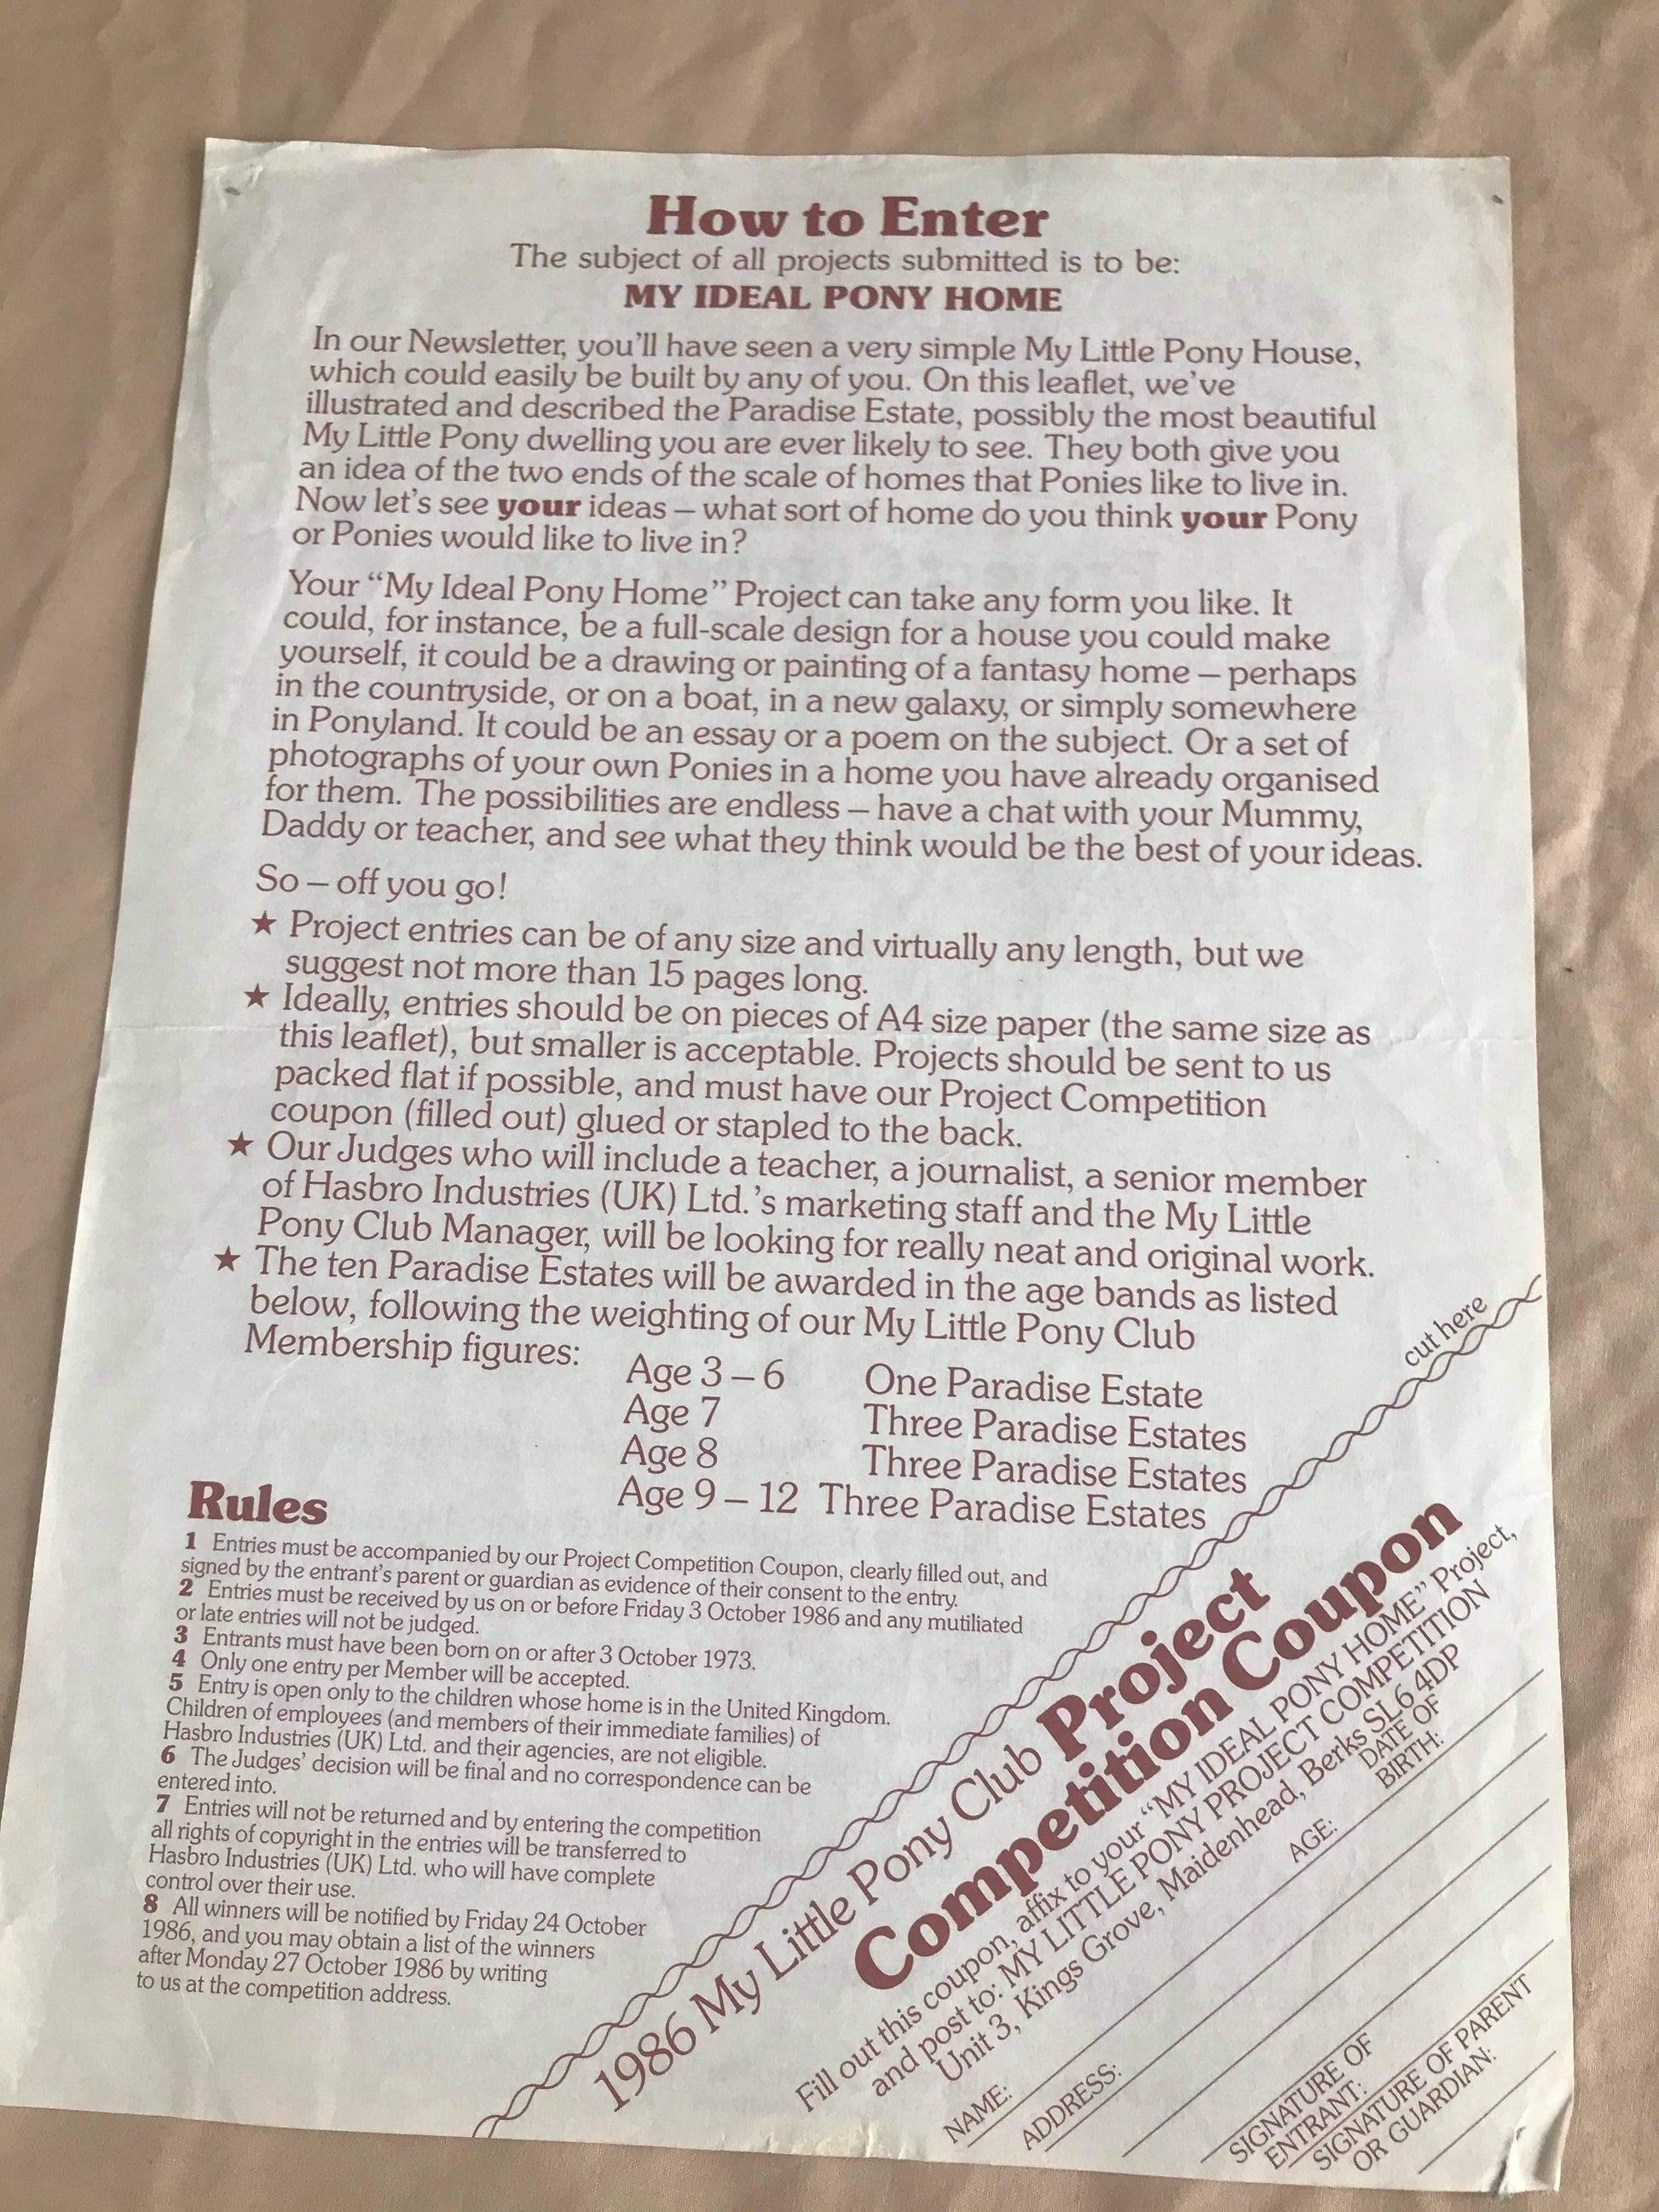 How to Enter
The subject of all projects submitted is to be:
MY IDEAL PONY HOME
In our Newsletter, you'll have seen a very simple My Little Pony House,
which could easily be built by any of you. On this leaflet, we've
illustrated and described the Paradise Estate, possibly the most beautiful
My Little Pony dwelling you are ever likely to see. They both give you
an idea of the two ends of the scale of homes that Ponies like to live in.
Now let's see your ideas – what sort of home do you think your Pony
or Ponies would like to live in?
Your “My Ideal Pony Home” Project can take any form you like. It
could, for instance, be a full-scale design for a house you could make
yourself, it could be a drawing or painting of a fantasy home – perhaps
in the countryside, or on a boat, in a new galaxy, or simply somewhere
in Ponyland. It could be an essay or a poem on the subject. Or a set of
photographs of your own Ponies in a home you have already organised
for them. The possibilities are endless – have a chat with your Mummy,
Daddy or teacher, and see what they think would be the best of your ideas.
So – off you go!
★ Project entries can be of any size and virtually any length, but we
suggest not more than 15 pages long.
★ Ideally, entries should be on pieces of A4 size paper (the same size as
this leaflet), but smaller is acceptable. Projects should be sent to us
packed flat if possible, and must have our Project Competition
coupon (filled out) glued or stapled to the back.
★ Our Judges who will include a teacher, a journalist, a senior member
of Hasbro Industries (UK) Ltd.'s marketing staff and the My Little
Pony Club Manager, will be looking for really neat and original work.
★ The ten Paradise Estates will be awarded in the age bands as listed
below, following the weighting of our My Little Pony Club
Membership figures:
Age 3 – 6 One Paradise Estate
Age 7 Three Paradise Estates
Age 8 Three Paradise Estates
Age 9 – 12 Three Paradise Estates
Rules
1 Entries must be accompanied by our Project Competition Coupon, clearly filled out, and
signed by the entrant's parent or guardian as evidence of their consent to the entry.
2 Entries must be received by us on or before Friday 3 October 1986 and any mutiliated
or late entries will not be judged.
3 Entrants must have been born on or after 3 October 1973.
4 Only one entry per Member will be accepted.
5 Entry is open only to the children whose home is in the United Kingdom.
Children of employees (and members of their immediate families) of
Hasbro Industries (UK) Ltd. and their agencies, are not eligible.
6 The Judges' decision will be final and no correspondence can be
entered into.
7 Entries will not be returned and by entering the competition
all rights of copyright in the entries will be transferred to
Hasbro Industries (UK) Ltd. who will have complete
control over their use.
8 All winners will be notified by Friday 24 October
1986, and you may obtain a list of the winners
after Monday 27 October 1986 by writing
to us at the competition address.
cut here
1986 My Little Pony Club Project
Competition Coupon
Fill out this coupon, affix to your “MY IDEAL PONY HOME” Project,
and post to: MY LITTLE PONY PROJECT COMPETITION
Unit 3, Kings Grove, Maidenhead, Berks SL6 4DP
NAME:
AGE:
DATE OF
BIRTH:
ADDRESS:
SIGNATURE OF
ENTRANT:
SIGNATURE OF PARENT
OR GUARDIAN: